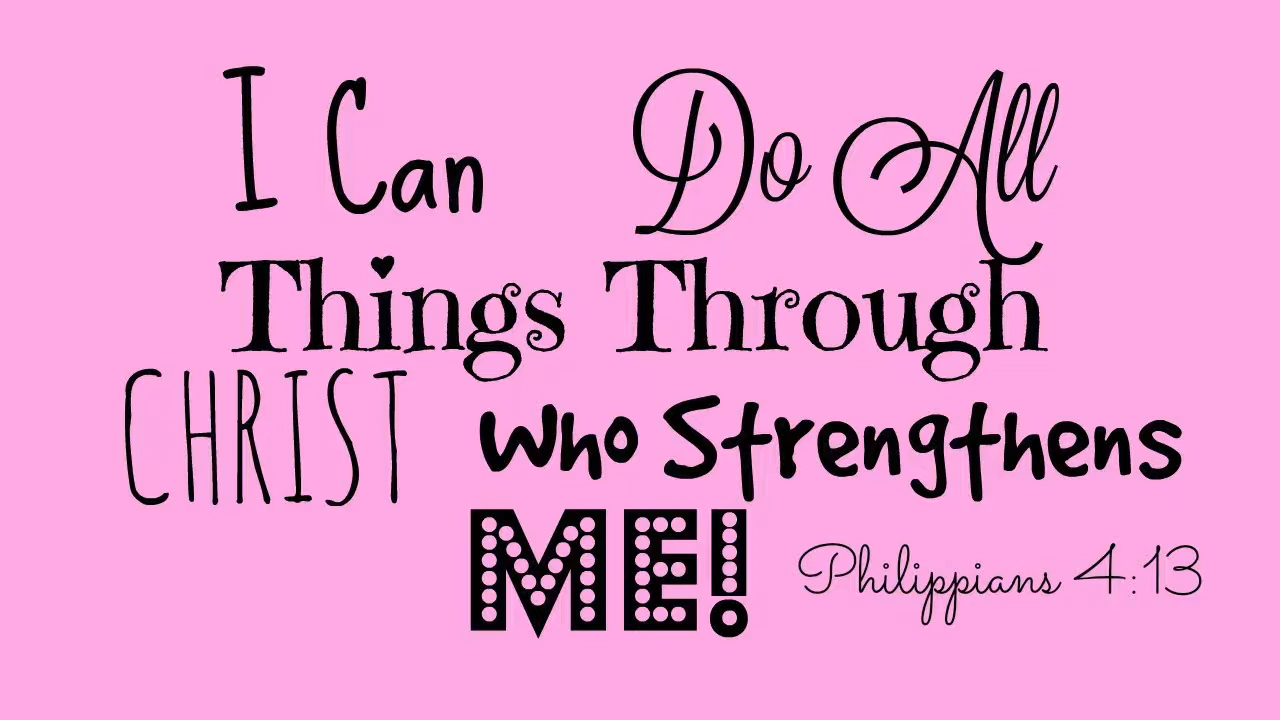 I Can Do All
Things Through
CHRIST Who Strengthens
ME! Philippians 4:13